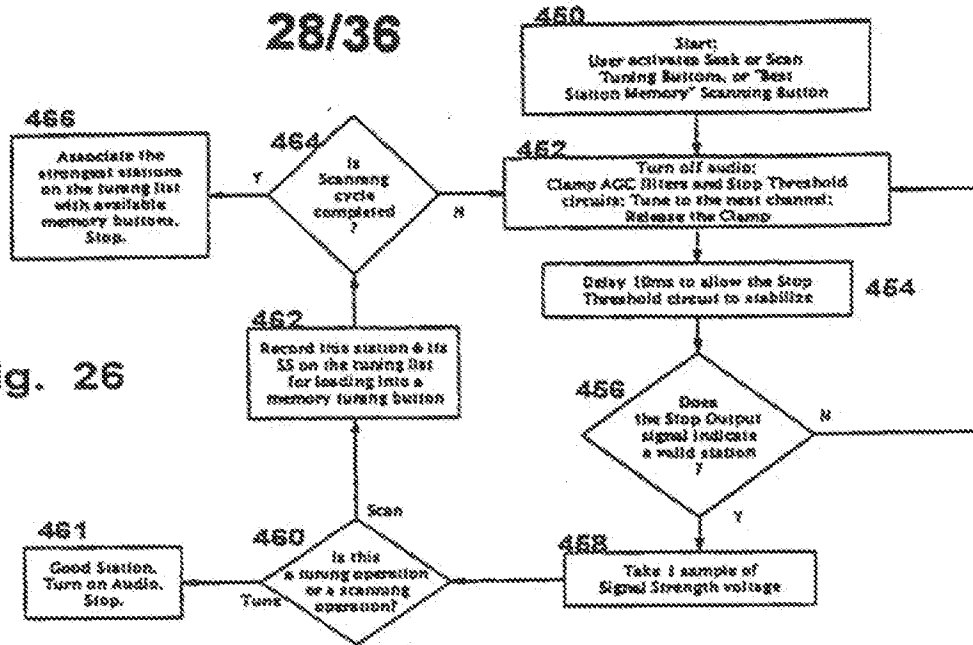 28/36
450
Start:
User activates Seek or Scan
Tuning Buttons, or "Best
Station Memory" Scanning Button
466
Associate the
strongest stations
on the tuning list
with available
memory buttons.
Stop.
464
Is
Scanning
cycle
completed
?
Y
N
452
Turn off audio;
Clamp AGC filters and Stop Threshold
circuits; Tune to the next channel;
Release the Clamp
Delay 10ms to allow the Stop
Threshold circuit to stabilize
454
462
Record this station & its
SS on the tuning list
for loading into a
memory tuning button
ig. 26
456
Does
the Stop Output
signal indicate
a valid station
?
N
Y
Scan
461
Good Station.
Turn on Audio.
Stop.
460
Is this
a tuning operation
or a scanning
operation?
Tune
458
Take 1 sample of
Signal Strength voltage